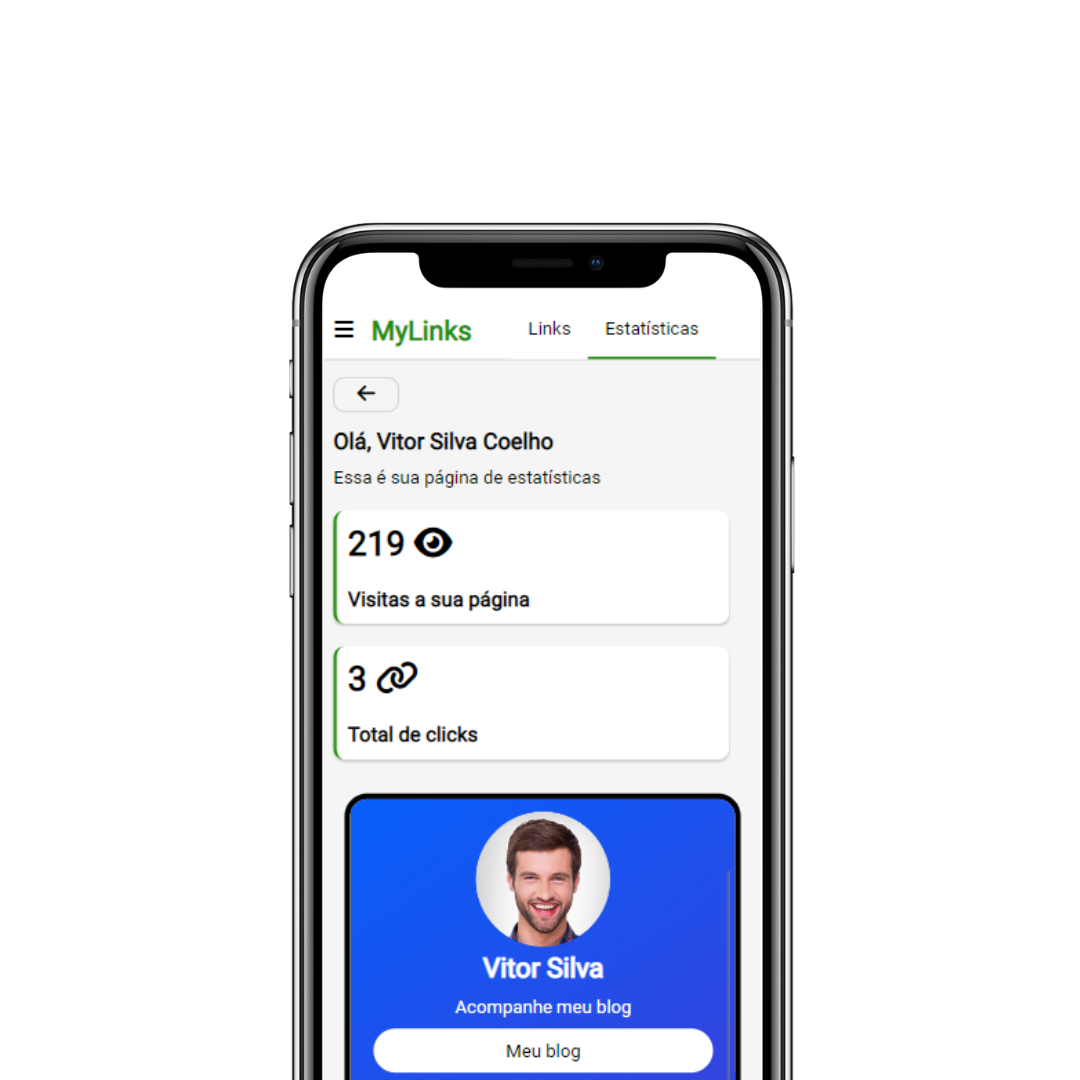 MyLinks
Links
Estatísticas
Olá, Vitor Silva Coelho
Essa é sua página de estatísticas
219
Visitas a sua página
3
Total de clicks
Vitor Silva
Acompanhe meu blog
Meu blog